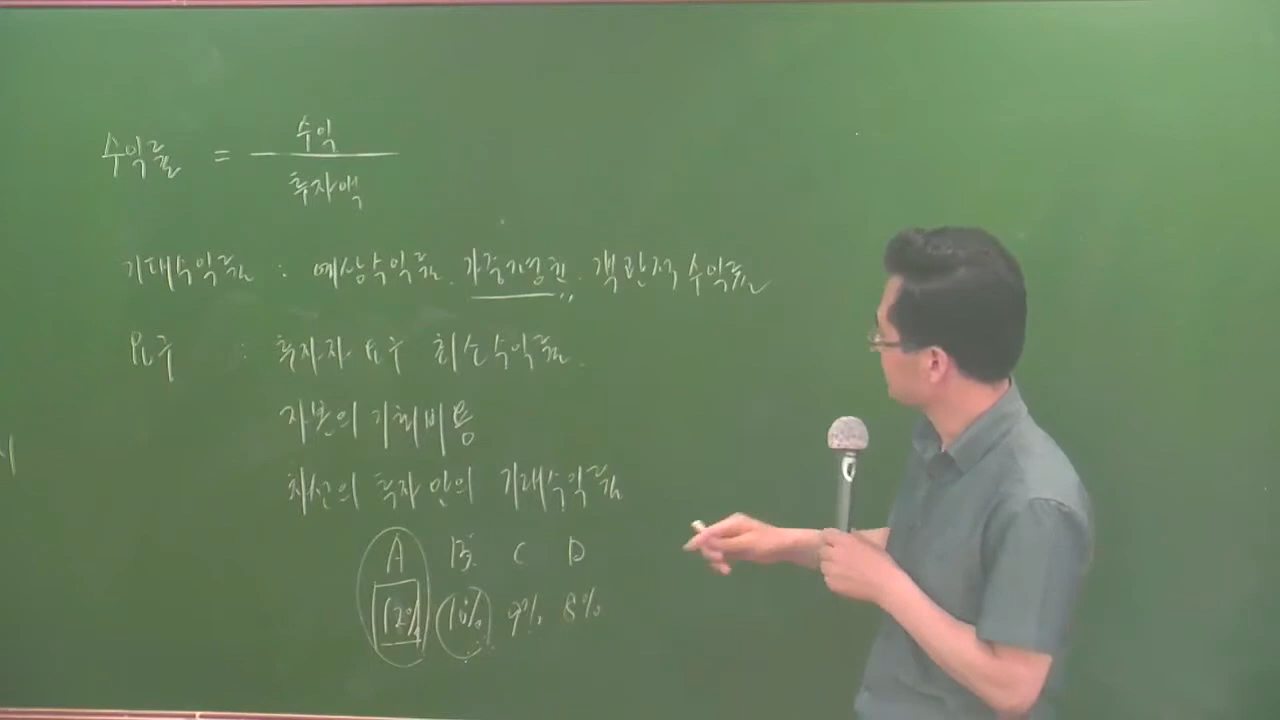 수익률 = 수익
투자액
기대수익률 : 예상수익률, 가중평균, 객관적 수익률
요구 : 투자자 요구 최소수익률.
자본의 기회비용
차선의 투자안의 기대수익률
A B C D
12% 10% 9% 8%